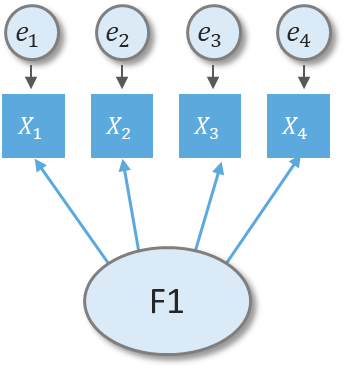 e₁ e₂ e₃ e₄
X₁ X₂ X₃ X₄
F1